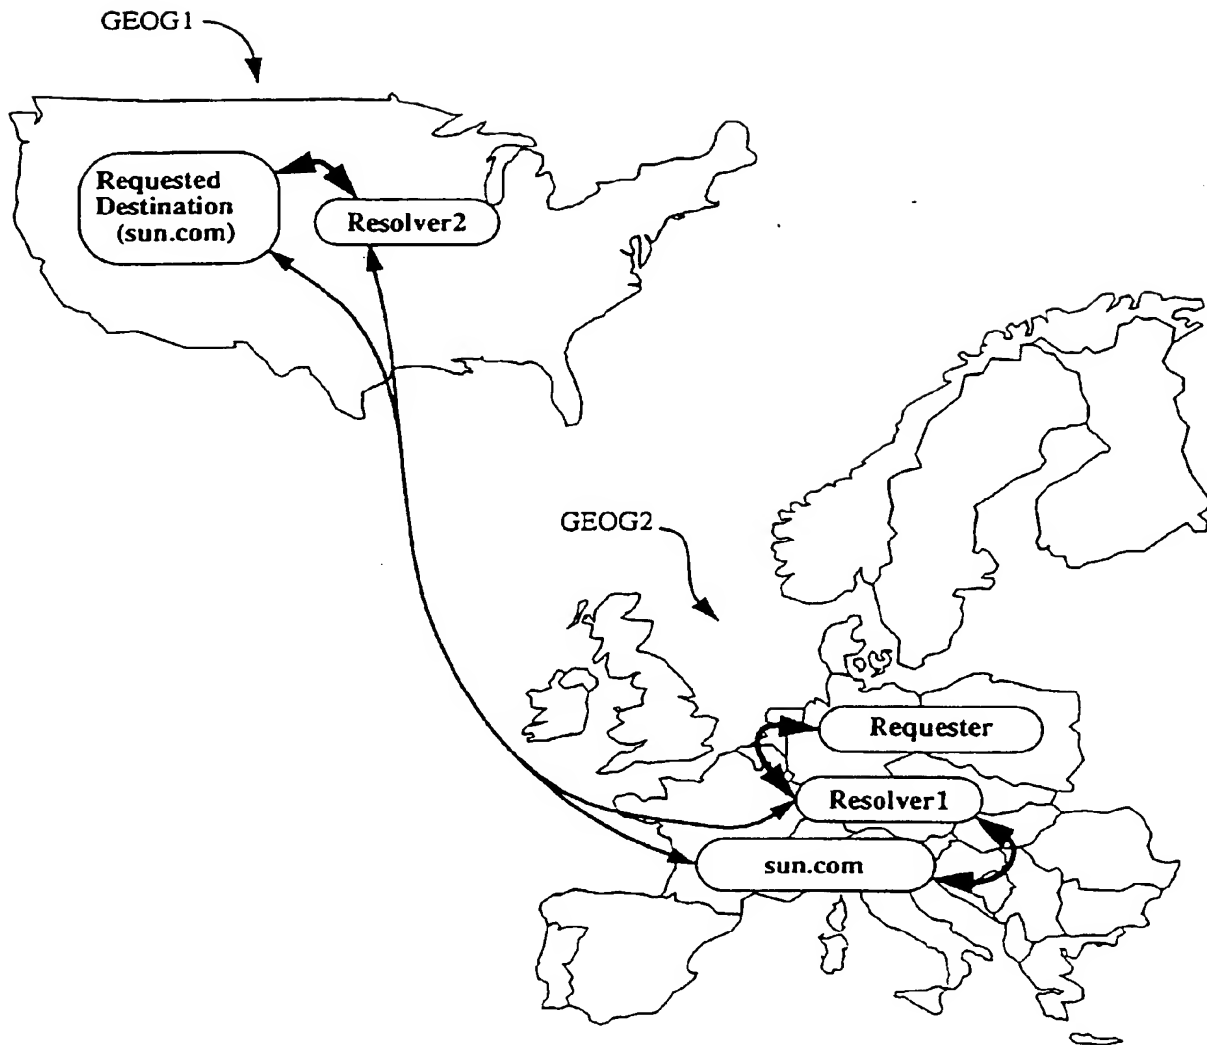 GEOG1
Requested
Destination
(sun.com)
Resolver2
GEOG2
Requester
Resolver1
sun.com